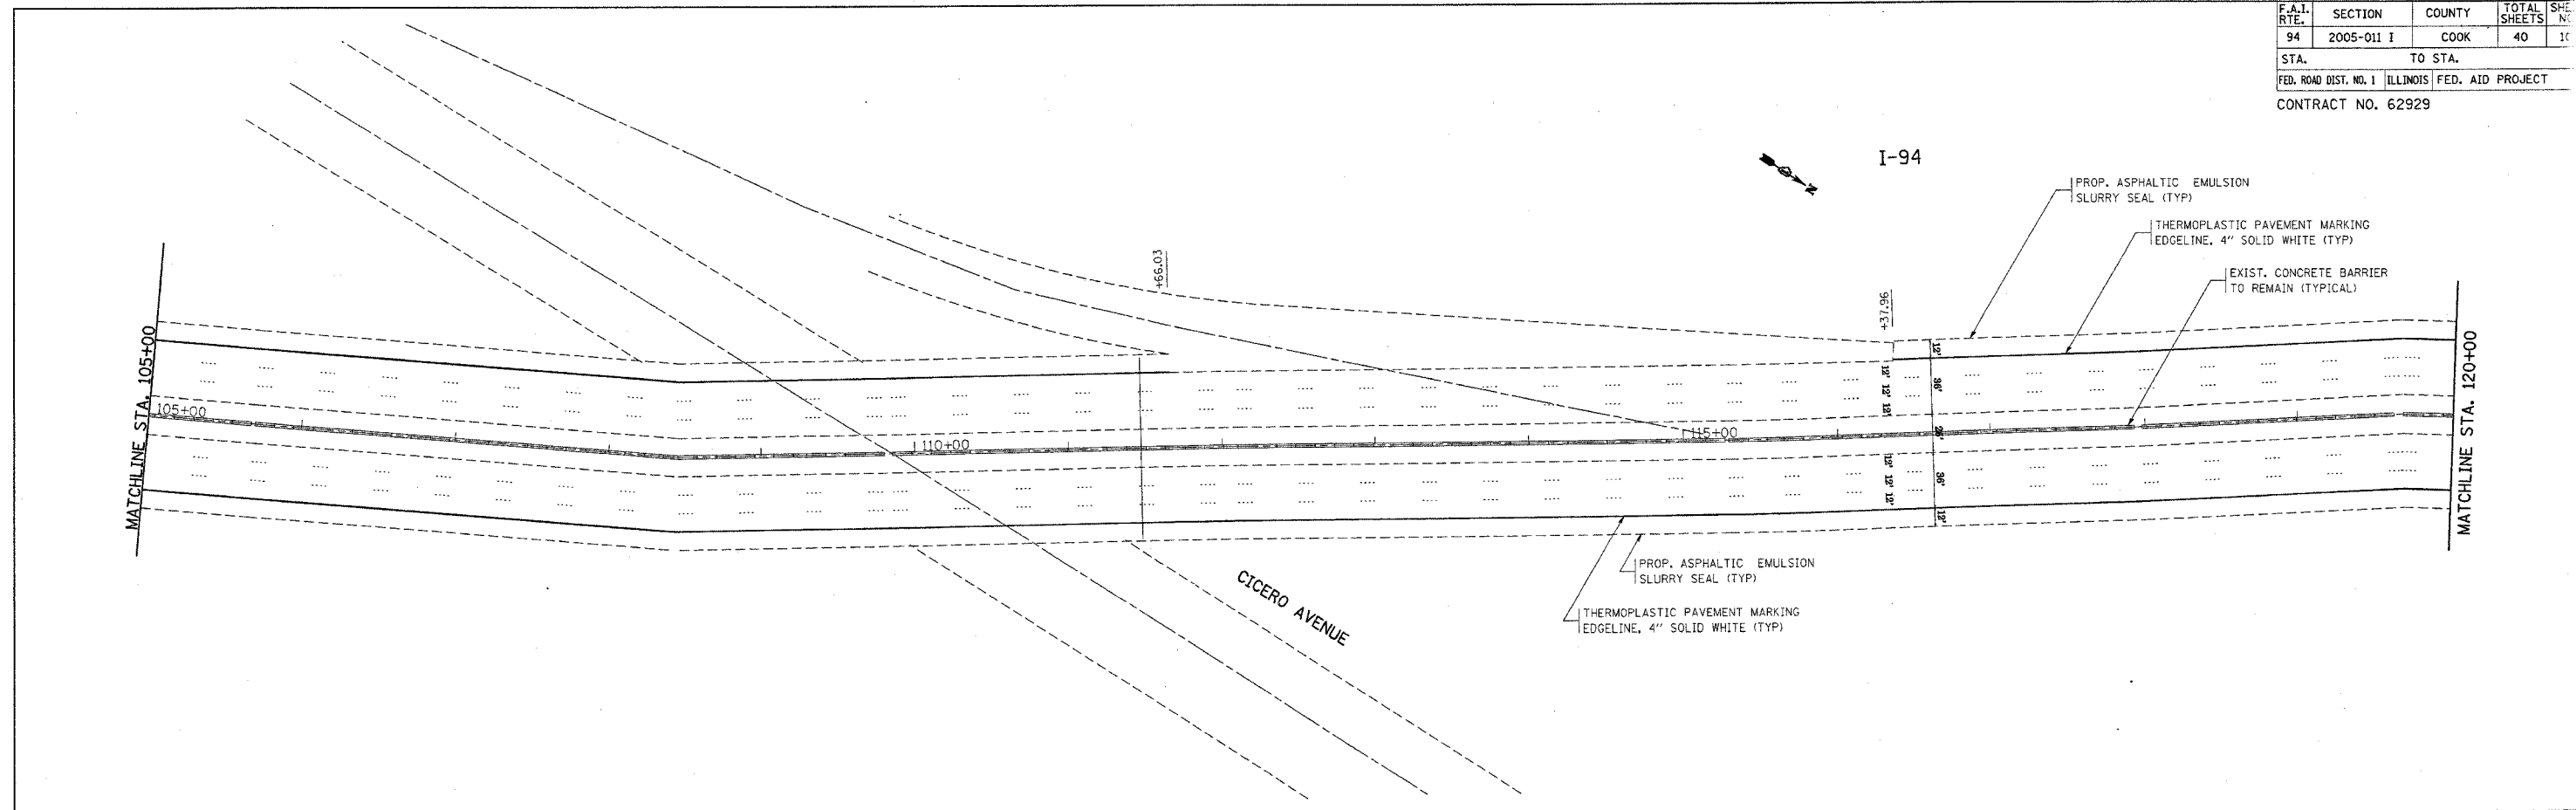 F.A.I. RTE. SECTION COUNTY TOTAL SHEETS
94 2005-011 I COOK 40
STA. TO STA.
FED. ROAD DIST. NO. 1 ILLINOIS FED. AID PROJECT
CONTRACT NO. 62929
I-94
N
PROP. ASPHALTIC EMULSION
SLURRY SEAL (TYP)
THERMOPLASTIC PAVEMENT MARKING
EDGELINE, 4" SOLID WHITE (TYP)
EXIST. CONCRETE BARRIER
TO REMAIN (TYPICAL)
+66.03
+37.96
MATCHLINE STA. 105+00
105+00
110+00
115+00
12'
36'
12' 12' 12'
12' 12' 12'
36'
12'
MATCHLINE STA. 120+00
CICERO AVENUE
PROP. ASPHALTIC EMULSION
SLURRY SEAL (TYP)
THERMOPLASTIC PAVEMENT MARKING
EDGELINE, 4" SOLID WHITE (TYP)